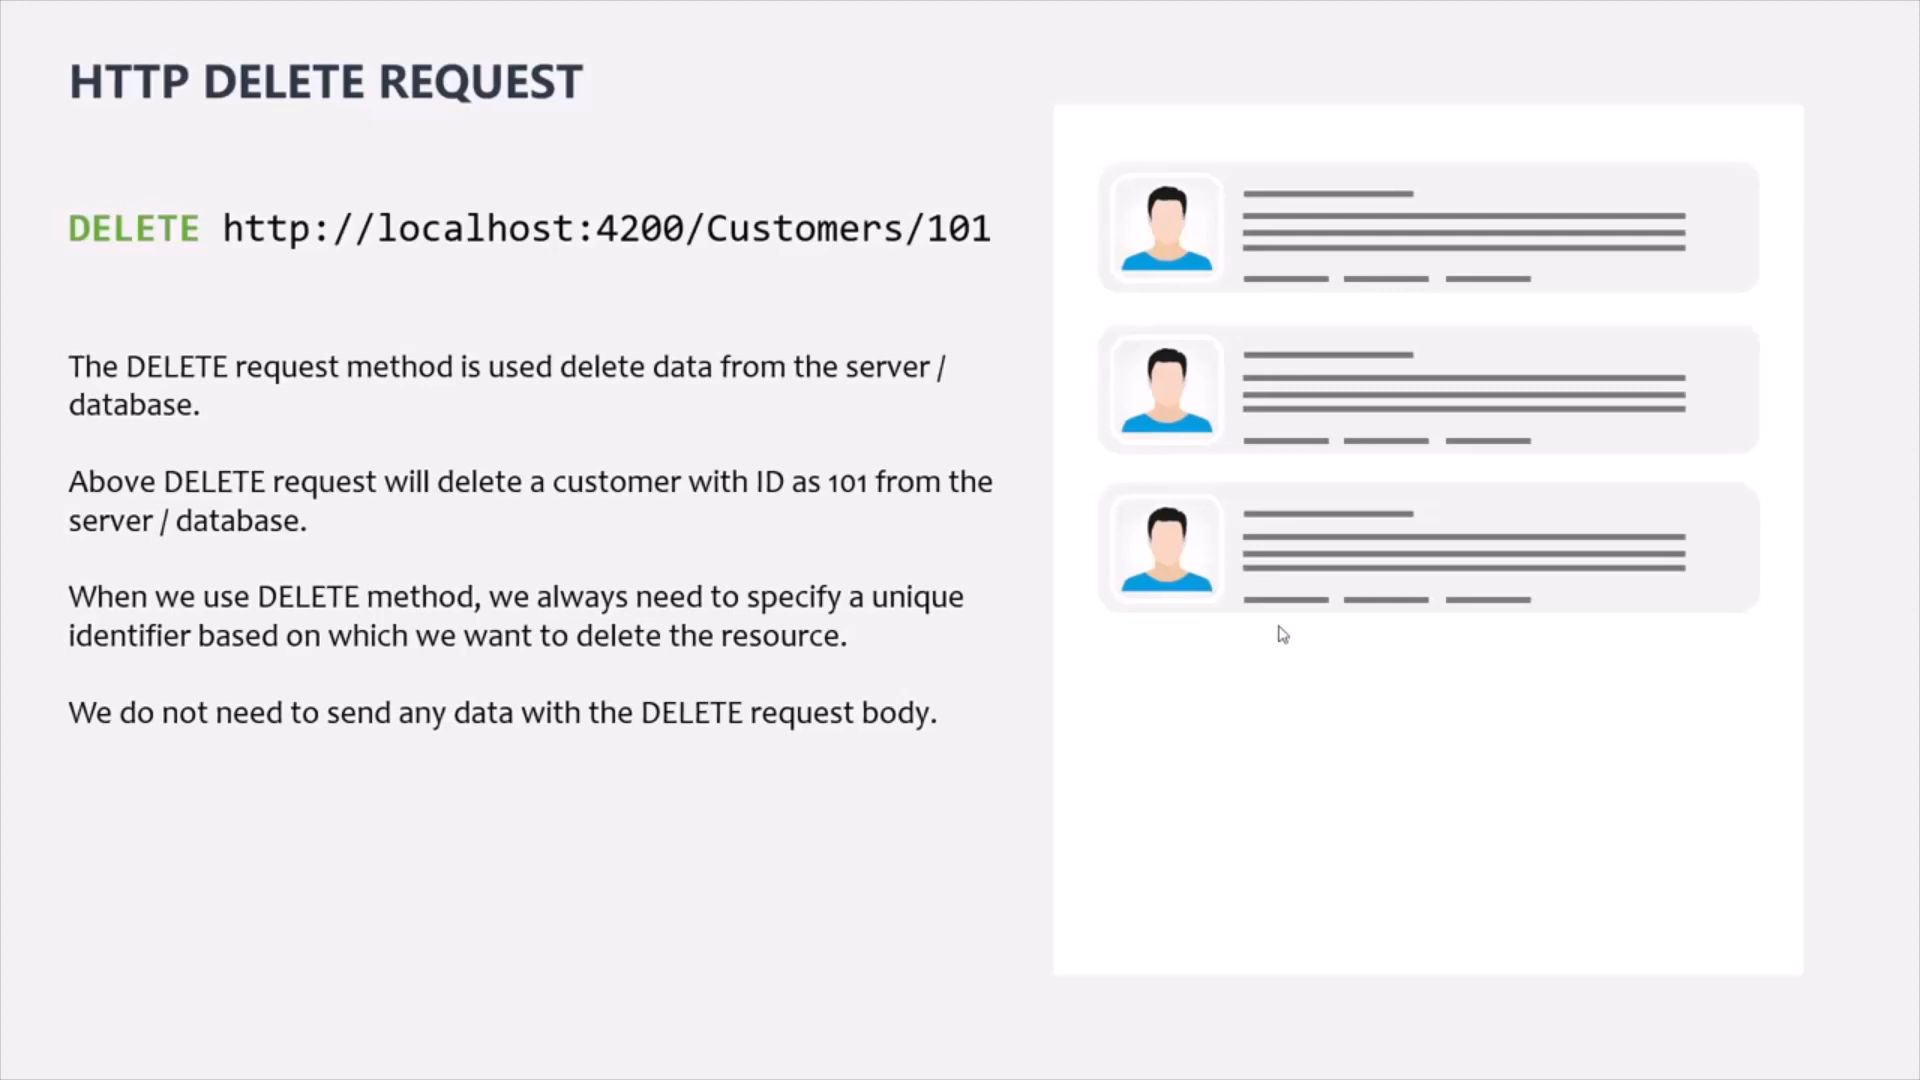 HTTP DELETE REQUEST
DELETE http://localhost:4200/Customers/101
The DELETE request method is used delete data from the server /
database.
Above DELETE request will delete a customer with ID as 101 from the
server / database.
When we use DELETE method, we always need to specify a unique
identifier based on which we want to delete the resource.
We do not need to send any data with the DELETE request body.